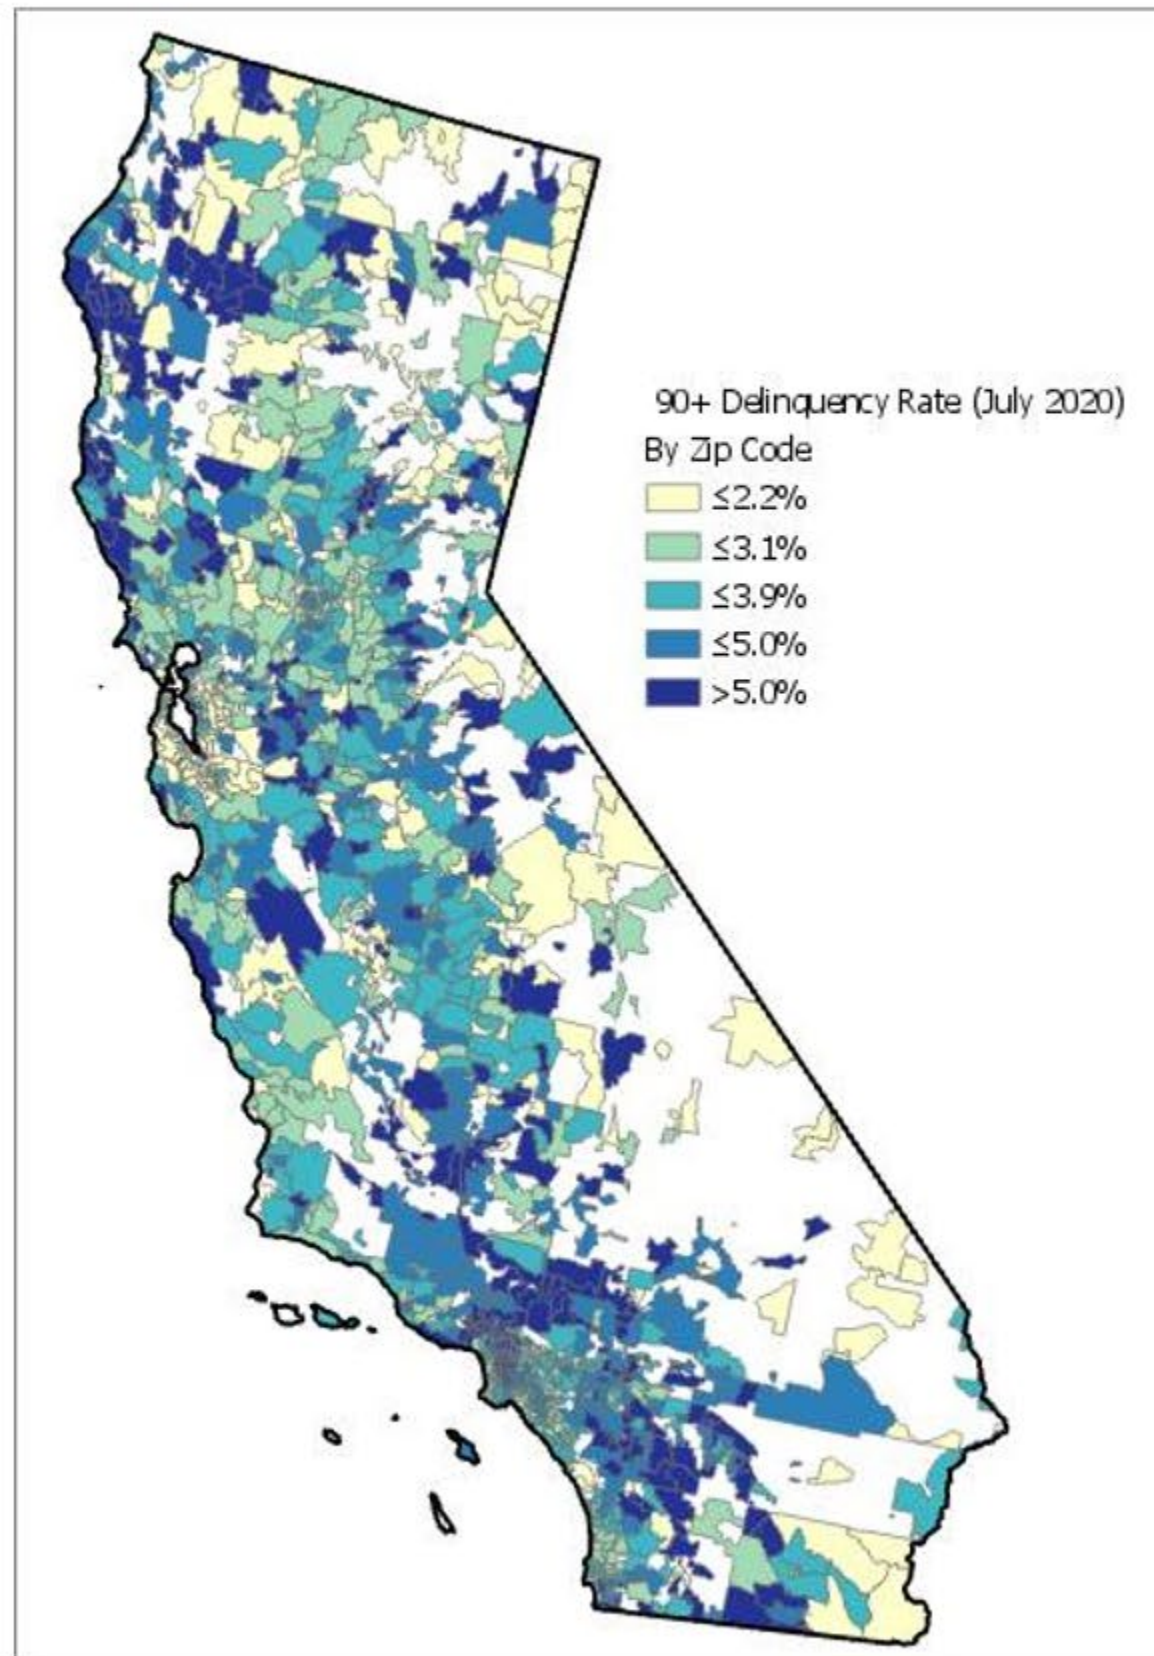 90+ Delinquency Rate (July 2020)
By Zip Code
≤2.2%
≤3.1%
≤3.9%
≤5.0%
>5.0%